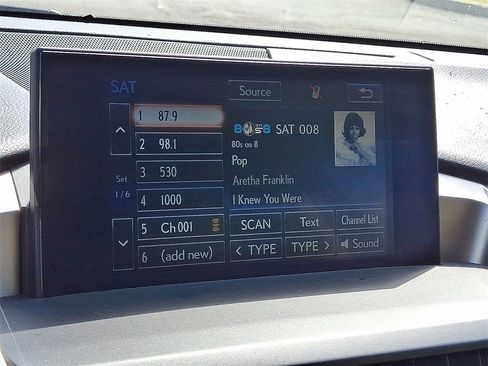 SAT
Source
1 87.9
2 98.1
3 530
4 1000
5 Ch 001
6 (add new)
Set
1/6
SAT 008
80s on 8
Pop
Aretha Franklin
I Knew You Were
SCAN
Text
Channel List
< TYPE
TYPE >
Sound